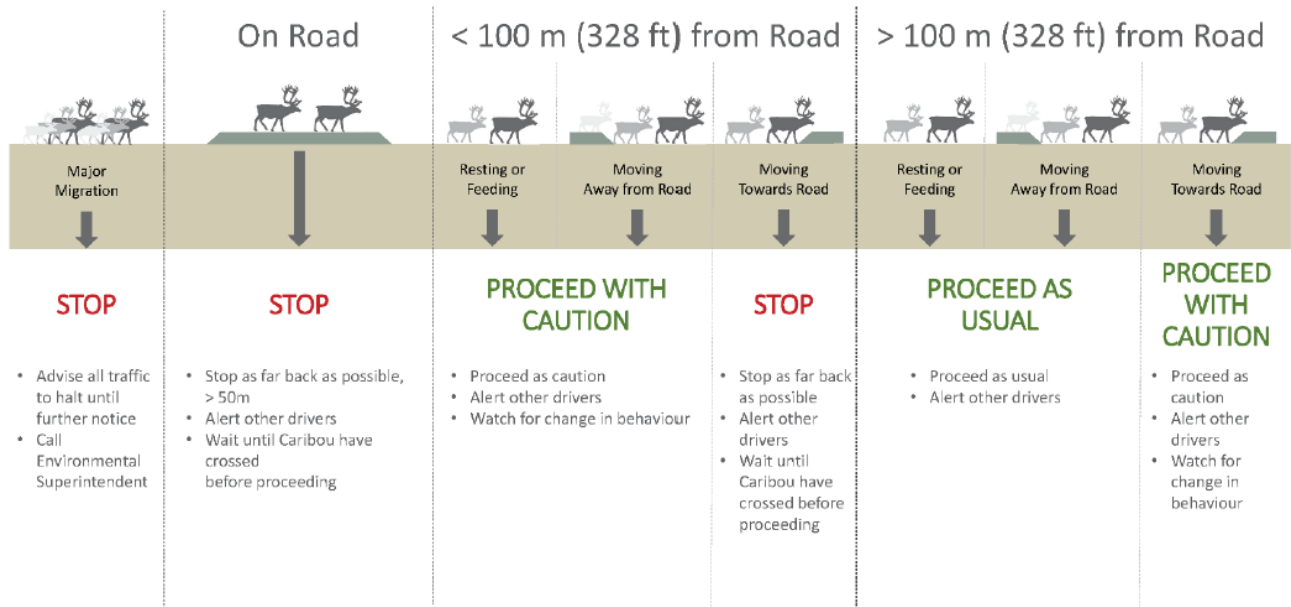 On Road
< 100 m (328 ft) from Road
> 100 m (328 ft) from Road
Major
Migration
Resting or
Feeding
Moving
Away from Road
Moving
Towards Road
Resting or
Feeding
Moving
Away from Road
Moving
Towards Road
STOP
STOP
PROCEED WITH
CAUTION
STOP
PROCEED AS
USUAL
PROCEED
WITH
CAUTION
• Advise all traffic
to halt until
further notice
• Call
Environmental
Superintendent
• Stop as far back as possible,
> 50m
• Alert other drivers
• Wait until Caribou have
crossed
before proceeding
• Proceed as caution
• Alert other drivers
• Watch for change in behaviour
• Stop as far back
as possible
• Alert other
drivers
• Wait until
Caribou have
crossed before
proceeding
• Proceed as usual
• Alert other drivers
• Proceed as
caution
• Alert other
drivers
• Watch for
change in
behaviour